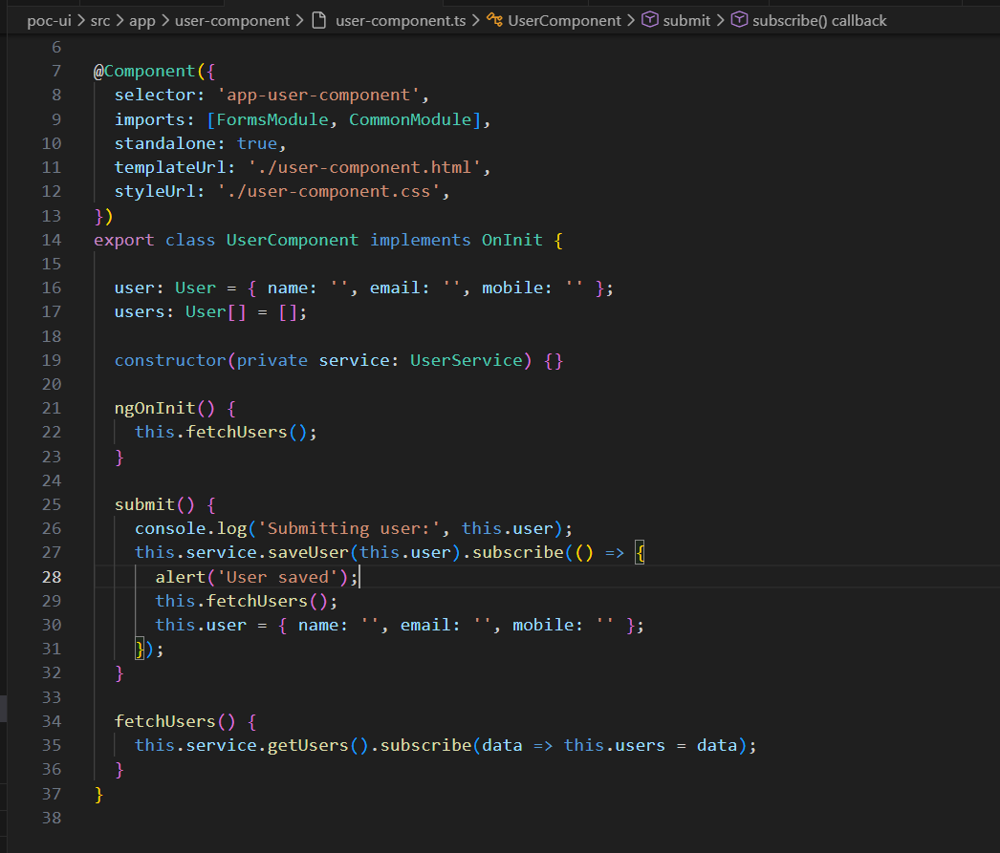 poc-ui > src > app > user-component > user-component.ts > UserComponent > submit > subscribe() callback
6
7 @Component({
8 selector: 'app-user-component',
9 imports: [FormsModule, CommonModule],
10 standalone: true,
11 templateUrl: './user-component.html',
12 styleUrl: './user-component.css',
13 })
14 export class UserComponent implements OnInit {
15
16 user: User = { name: '', email: '', mobile: '' };
17 users: User[] = [];
18
19 constructor(private service: UserService) {}
20
21 ngOnInit() {
22 this.fetchUsers();
23 }
24
25 submit() {
26 console.log('Submitting user:', this.user);
27 this.service.saveUser(this.user).subscribe(() => {
28 alert('User saved');
29 this.fetchUsers();
30 this.user = { name: '', email: '', mobile: '' };
31 });
32 }
33
34 fetchUsers() {
35 this.service.getUsers().subscribe(data => this.users = data);
36 }
37 }
38